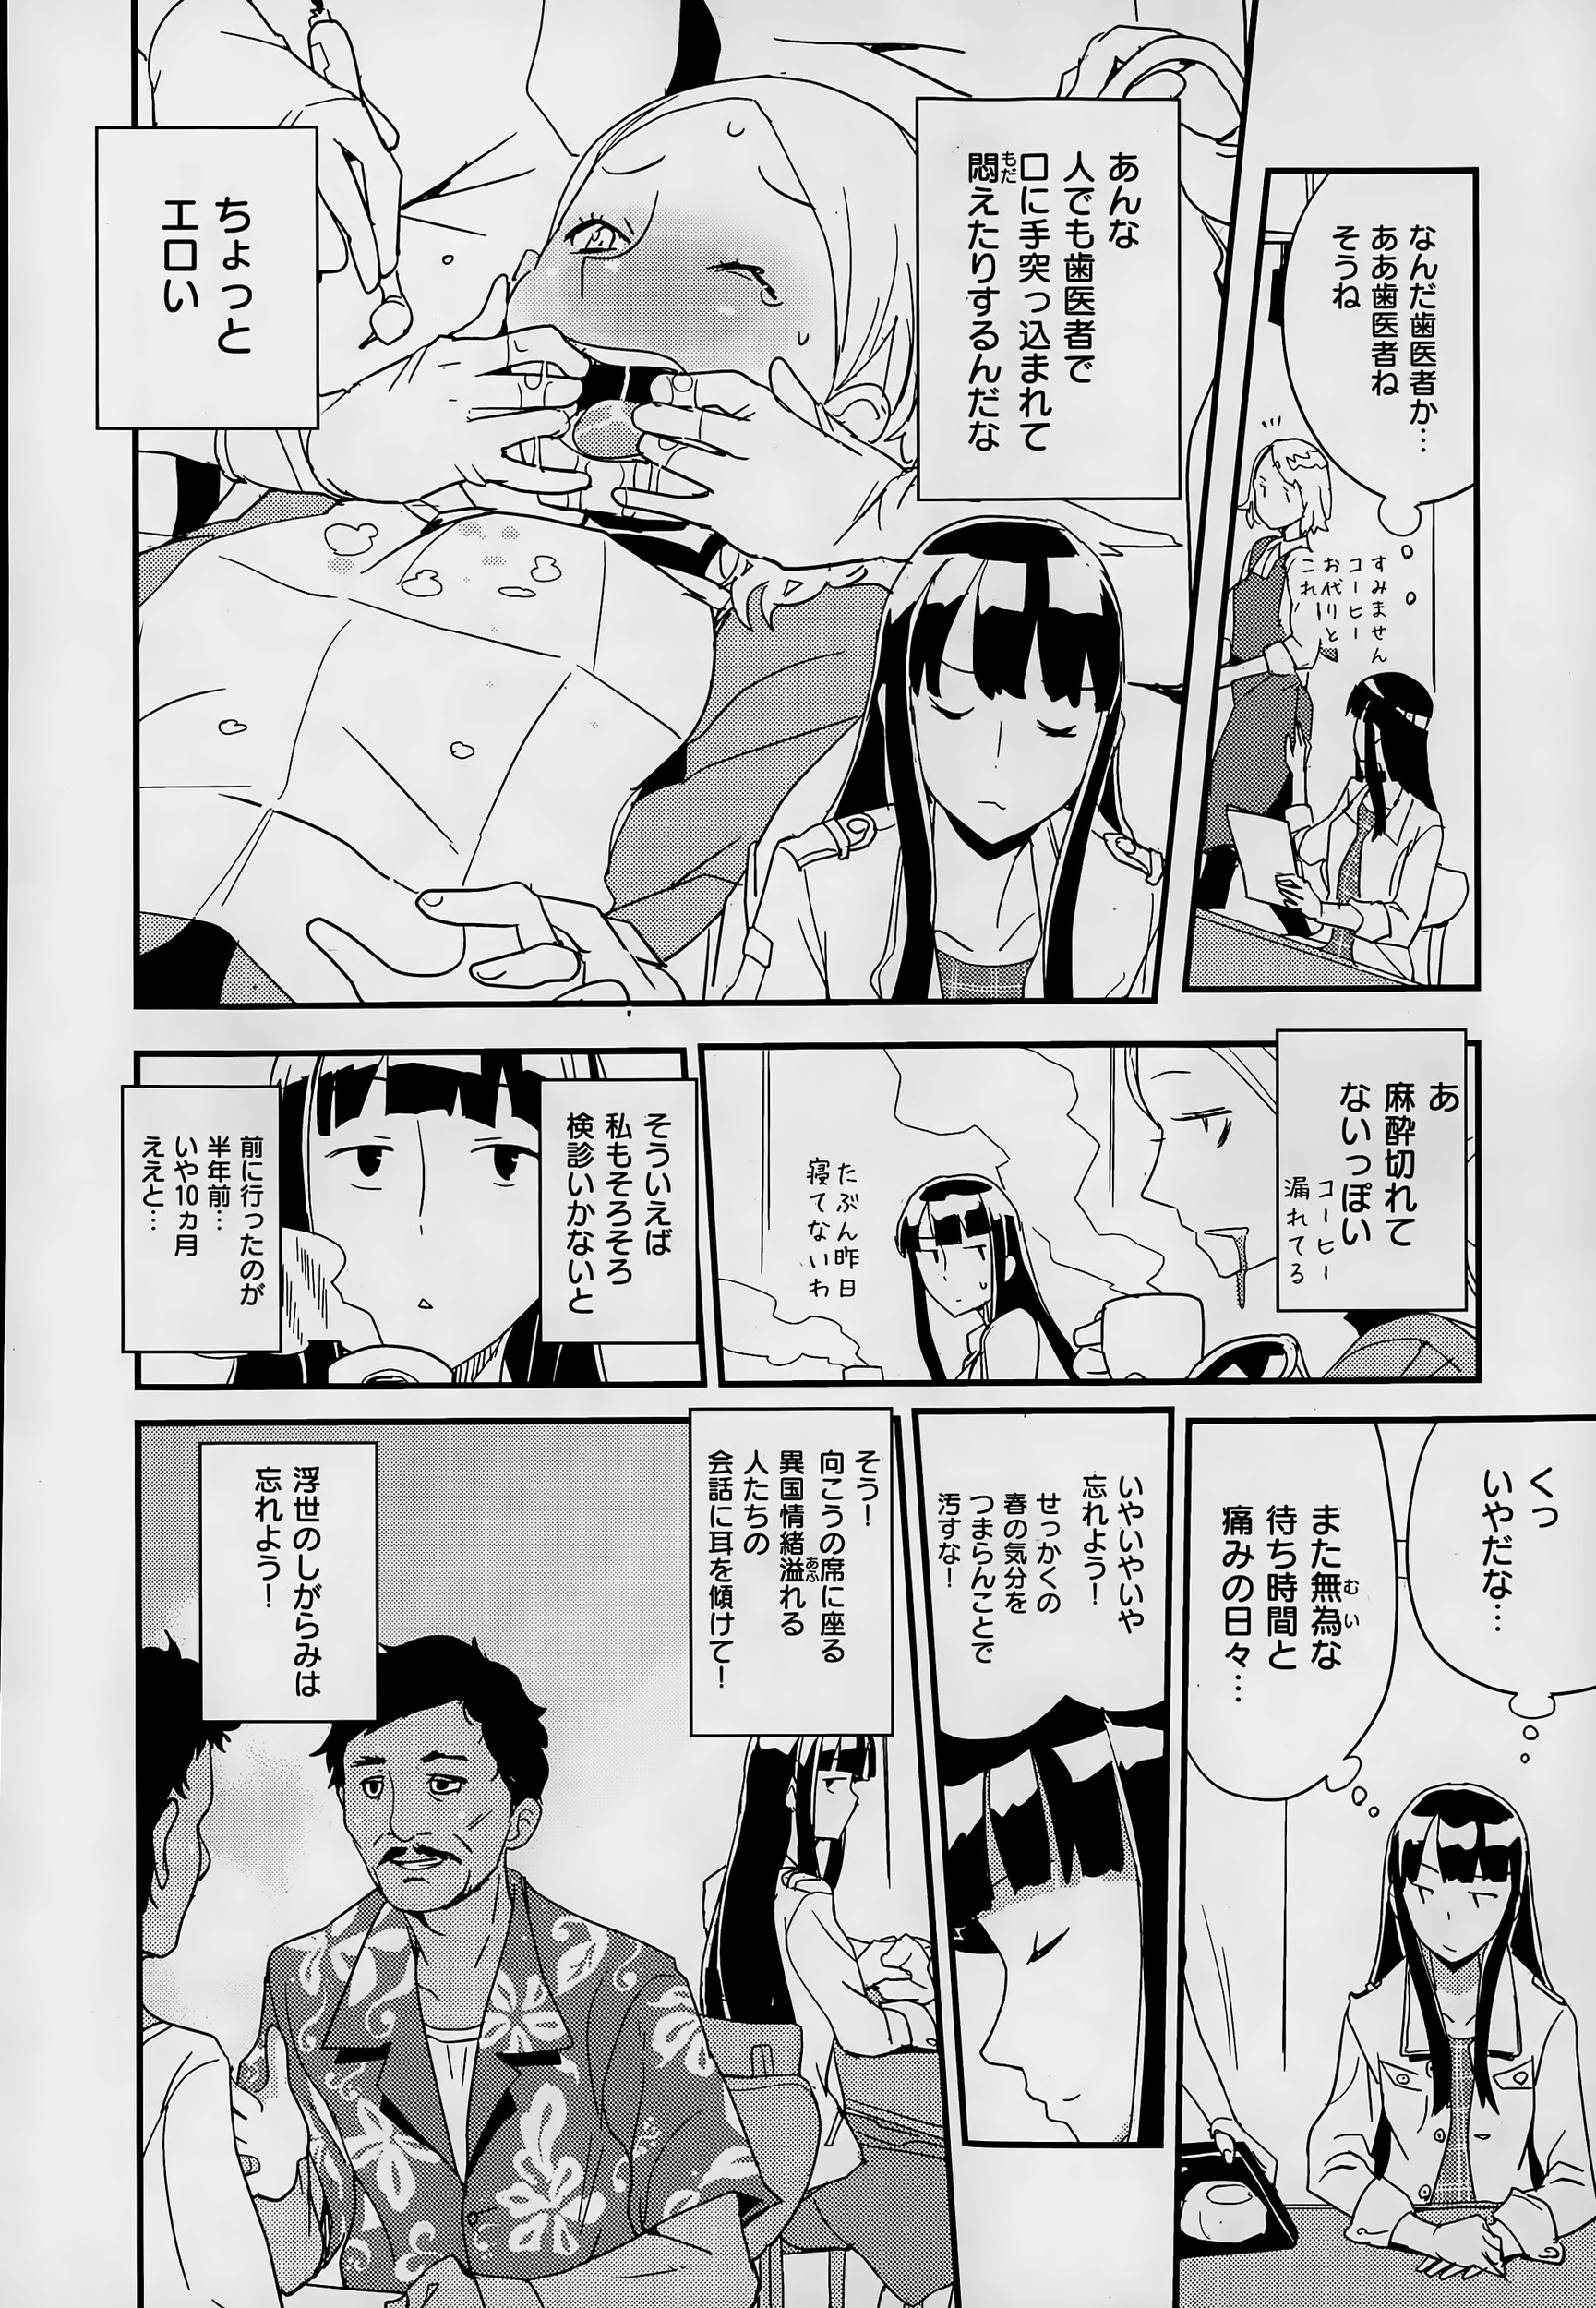 なんだ歯医者か…
ああ歯医者ね
そうね
すみません
コーヒー
お代りと
これ
あんな
人でも歯医者で
口に手突っ込まれて
悶えたりするんだな
もだ
ちょっと
エロい
あ
麻酔切れて
ないっぽい
コーヒー
漏れてる
たぶん昨日
寝てないわ
そういえば
私もそろそろ
検診いかないと
前に行ったのが
半年前…
いや10ヵ月
ええと…
くっ
いやだな…
また無為な
むい
待ち時間と
痛みの日々…
いやいやいや
忘れよう！
せっかくの
春の気分を
つまらんことで
汚すな！
そう！
向こうの席に座る
異国情緒溢れる
あふ
人たちの
会話に耳を傾けて！
浮世のしがらみは
忘れよう！